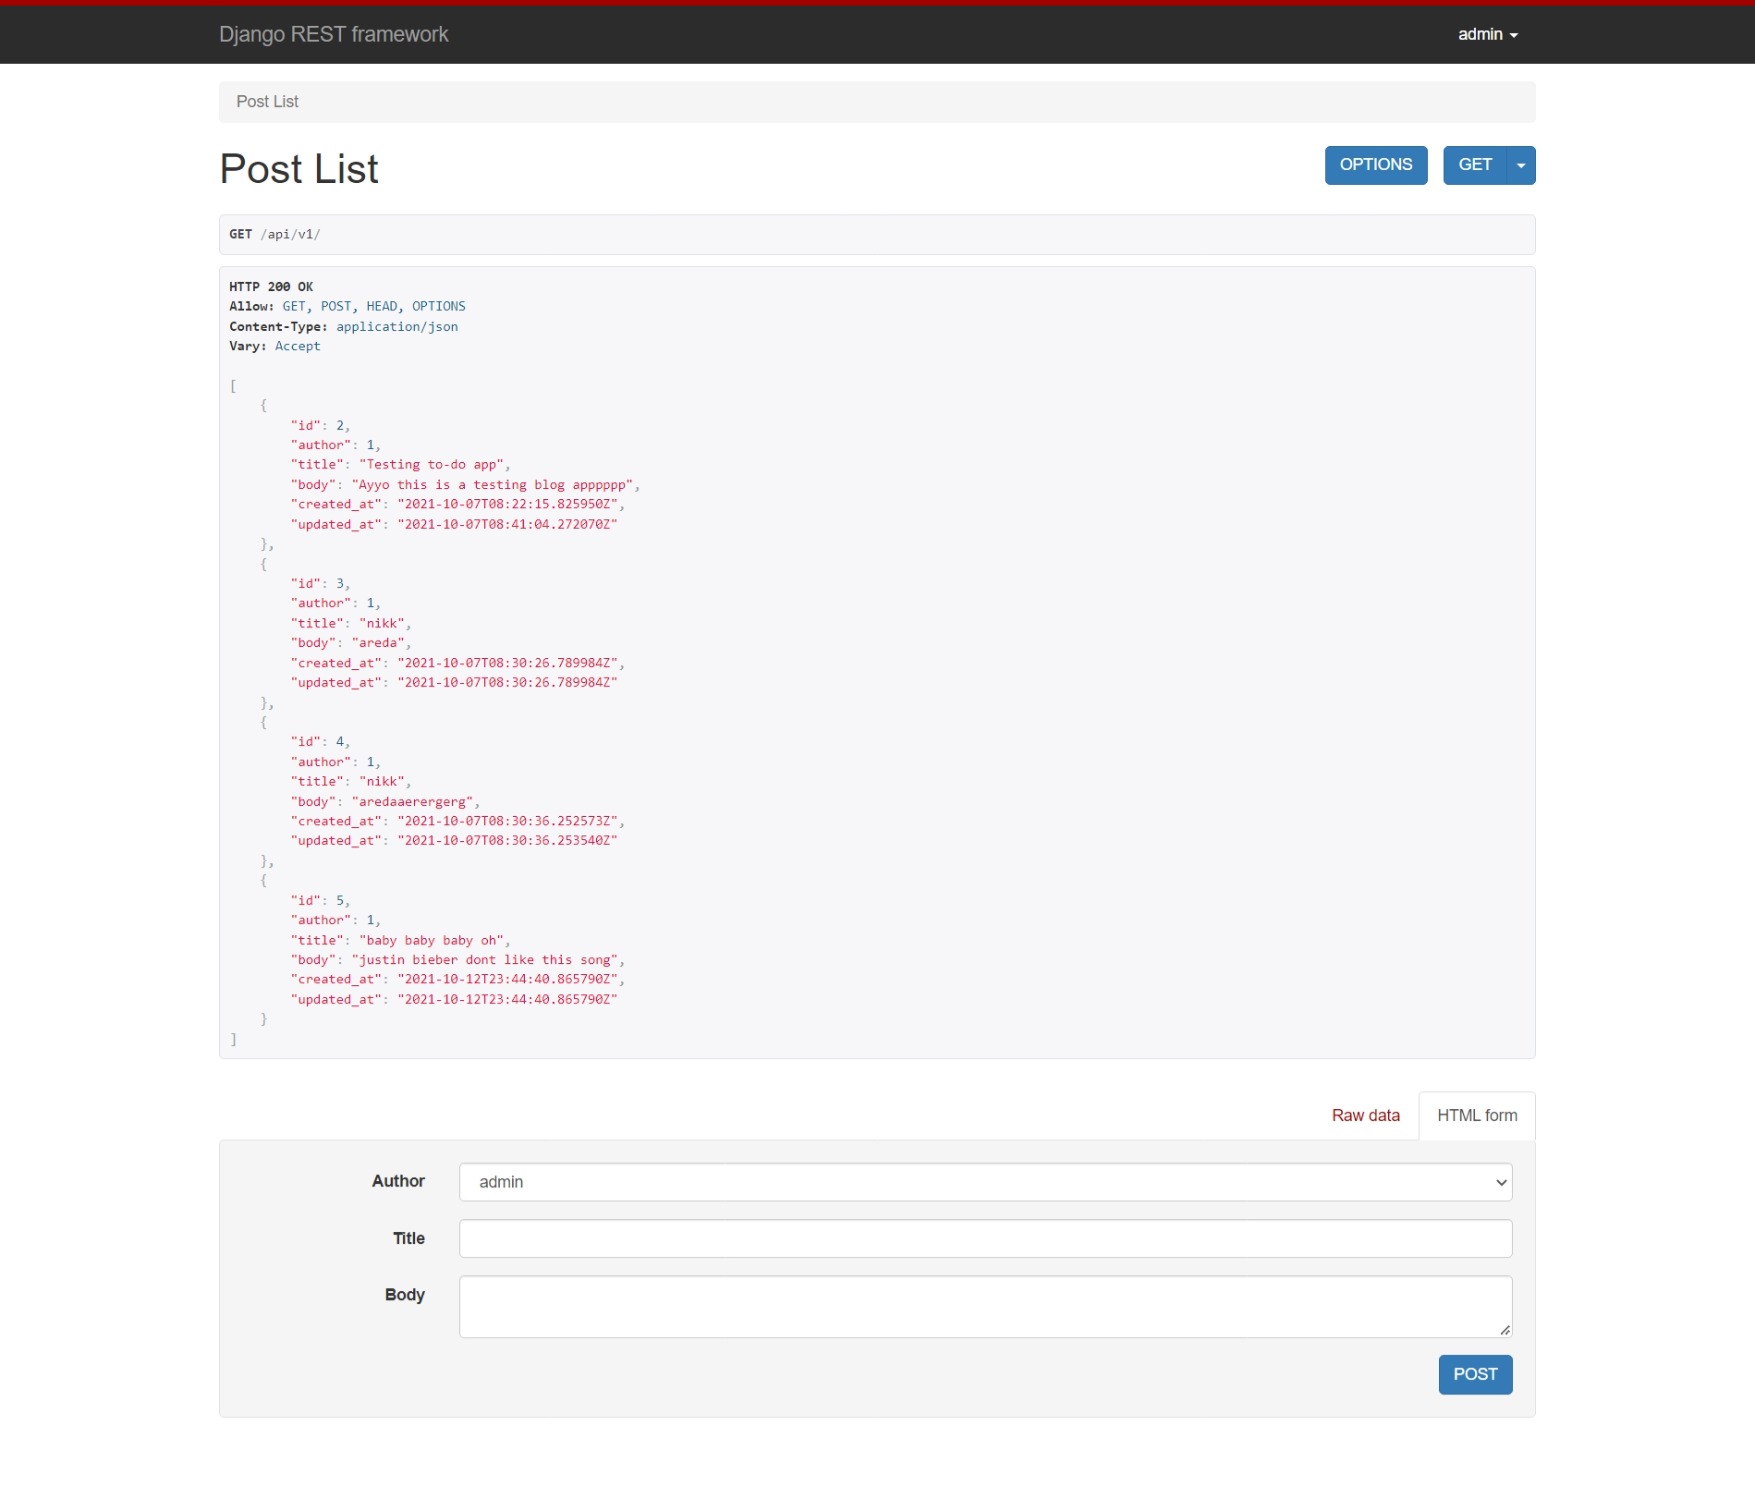 Django REST framework
admin
Post List
Post List
OPTIONS
GET
GET /api/v1/
HTTP 200 OK
Allow: GET, POST, HEAD, OPTIONS
Content-Type: application/json
Vary: Accept
[
{
"id": 2,
"author": 1,
"title": "Testing to-do app",
"body": "Ayyo this is a testing blog apppppp",
"created_at": "2021-10-07T08:22:15.825950Z",
"updated_at": "2021-10-07T08:41:04.272070Z"
},
{
"id": 3,
"author": 1,
"title": "nikk",
"body": "areda",
"created_at": "2021-10-07T08:30:26.789984Z",
"updated_at": "2021-10-07T08:30:26.789984Z"
},
{
"id": 4,
"author": 1,
"title": "nikk",
"body": "aredaaerergerg",
"created_at": "2021-10-07T08:30:36.252573Z",
"updated_at": "2021-10-07T08:30:36.253540Z"
},
{
"id": 5,
"author": 1,
"title": "baby baby baby oh",
"body": "justin bieber dont like this song",
"created_at": "2021-10-12T23:44:40.865790Z",
"updated_at": "2021-10-12T23:44:40.865790Z"
}
]
Raw data
HTML form
Author
admin
Title
Body
POST